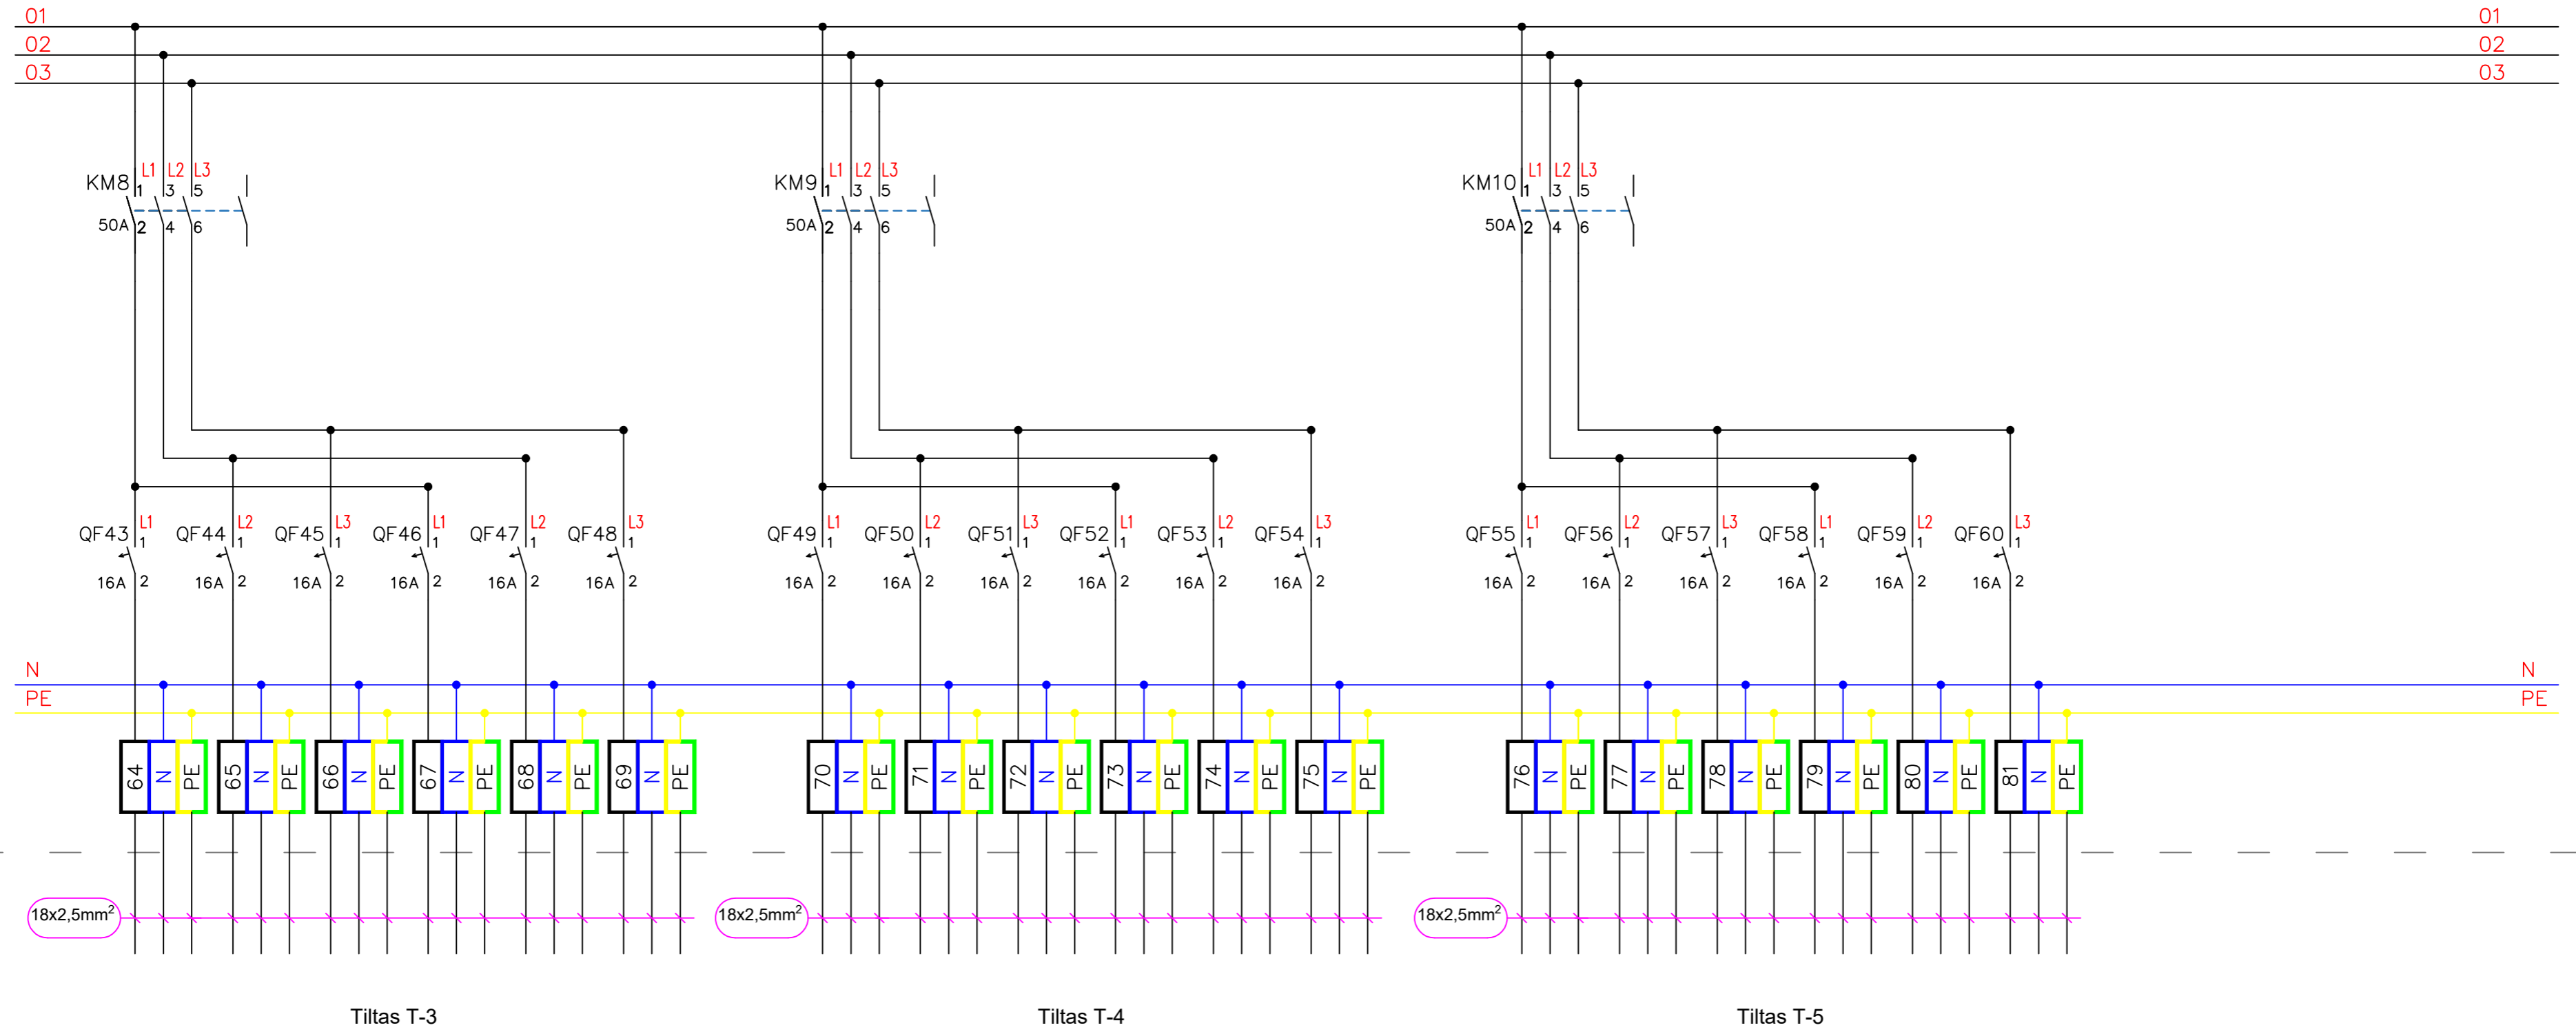 01 01
02 02
03 03
L1 L2 L3 L1 L2 L3 L1 L2 L3
KM8 1 3 5 KM9 1 3 5 KM10 1 3 5
50A 2 4 6 50A 2 4 6 50A 2 4 6
L1 L2 L3 L1 L2 L3 L1 L2 L3 L1 L2 L3 L1 L2 L3 L1 L2 L3
QF43 1 QF44 1 QF45 1 QF46 1 QF47 1 QF48 1 QF49 1 QF50 1 QF51 1 QF52 1 QF53 1 QF54 1 QF55 1 QF56 1 QF57 1 QF58 1 QF59 1 QF60 1
16A 2 16A 2 16A 2 16A 2 16A 2 16A 2 16A 2 16A 2 16A 2 16A 2 16A 2 16A 2 16A 2 16A 2 16A 2 16A 2 16A 2 16A 2
N N
PE PE
64 N PE 65 N PE 66 N PE 67 N PE 68 N PE 69 N PE 70 N PE 71 N PE 72 N PE 73 N PE 74 N PE 75 N PE 76 N PE 77 N PE 78 N PE 79 N PE 80 N PE 81 N PE
18x2,5mm² 18x2,5mm² 18x2,5mm²
Tiltas T-3 Tiltas T-4 Tiltas T-5